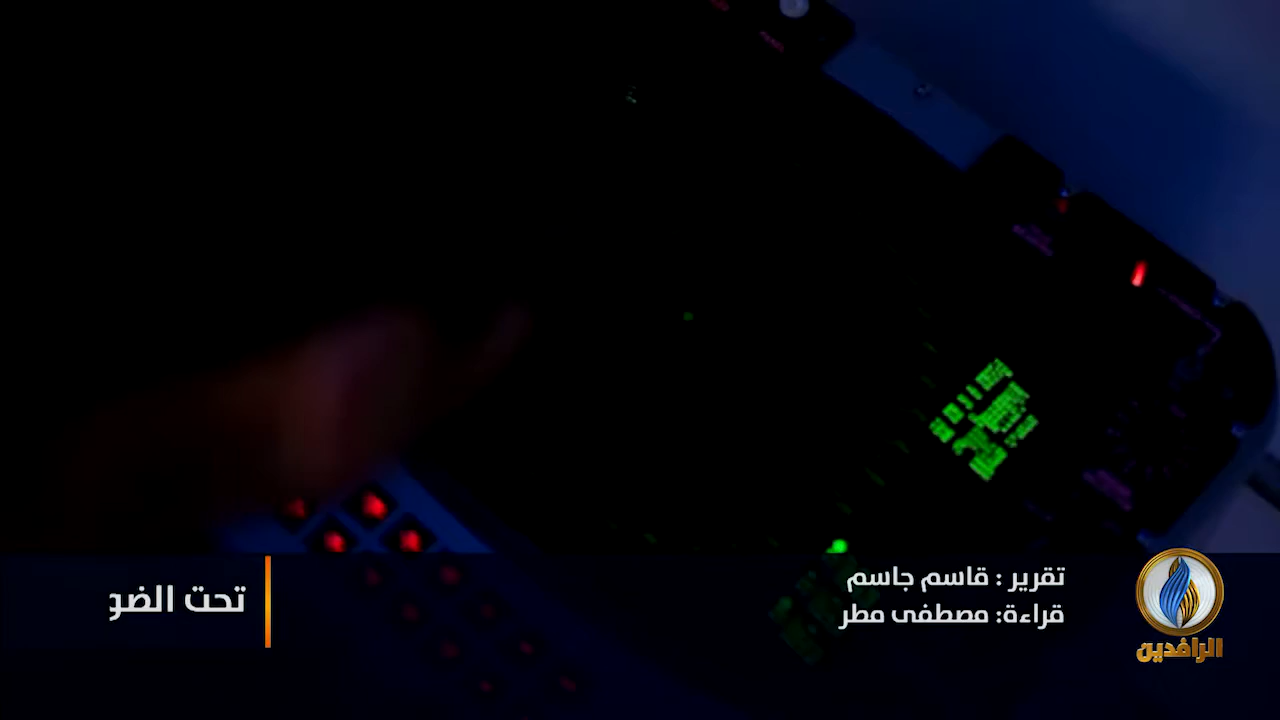 تقرير : قاسم جاسم
قراءة: مصطفى مطر
تحت الضو
الرافدين